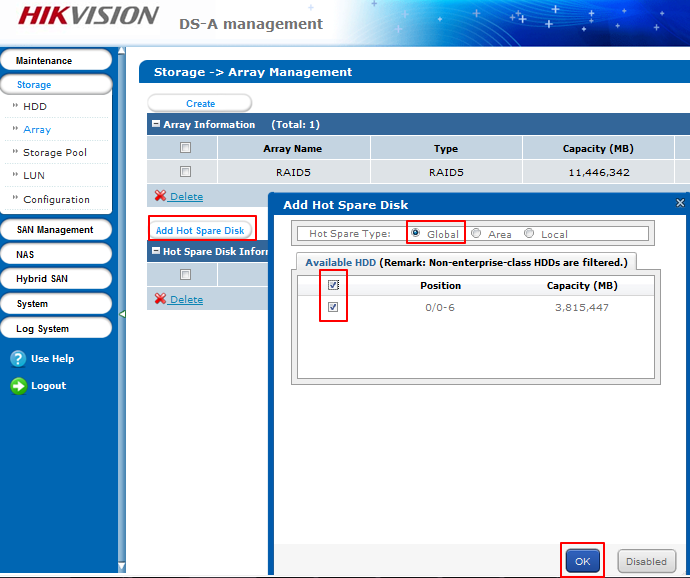 HIKVISION DS-A management
Maintenance
Storage
HDD
Array
Storage Pool
LUN
Configuration
SAN Management
NAS
Hybrid SAN
System
Log System
Use Help
Logout
Storage -> Array Management
Create
Array Information (Total: 1)
Array Name Type Capacity (MB)
RAID5 RAID5 11,446,342
Delete
Add Hot Spare Disk
Hot Spare Disk Infor
Delete
Add Hot Spare Disk
Hot Spare Type: Global Area Local
Available HDD (Remark: Non-enterprise-class HDDs are filtered.)
Position Capacity (MB)
0/0-6 3,815,447
OK Disabled